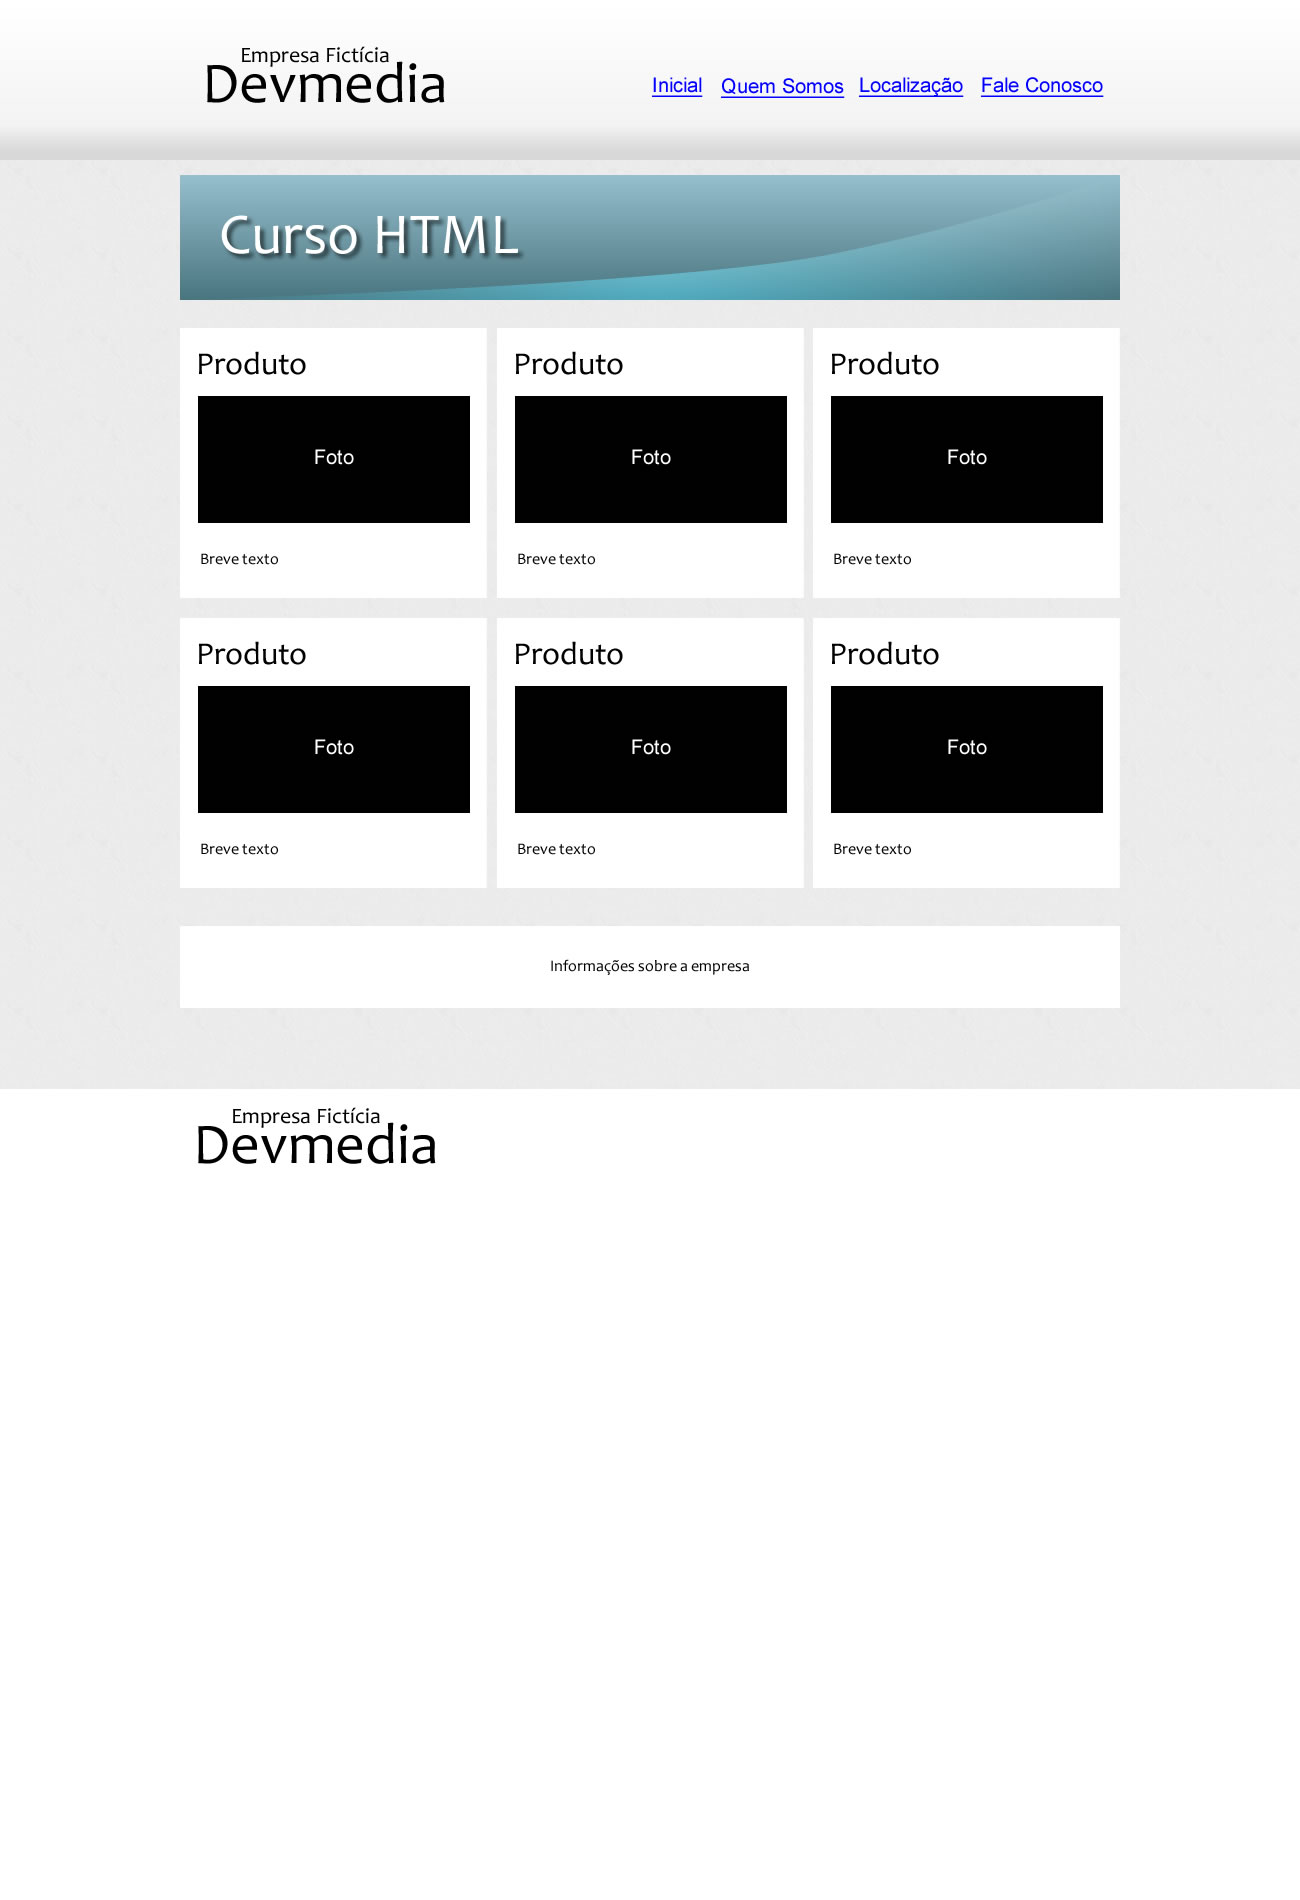 Empresa Fictícia
Devmedia
Inicial Quem Somos Localização Fale Conosco
Curso HTML
Produto Produto Produto
Foto Foto Foto
Breve texto Breve texto Breve texto
Produto Produto Produto
Foto Foto Foto
Breve texto Breve texto Breve texto
Informações sobre a empresa
Empresa Fictícia
Devmedia